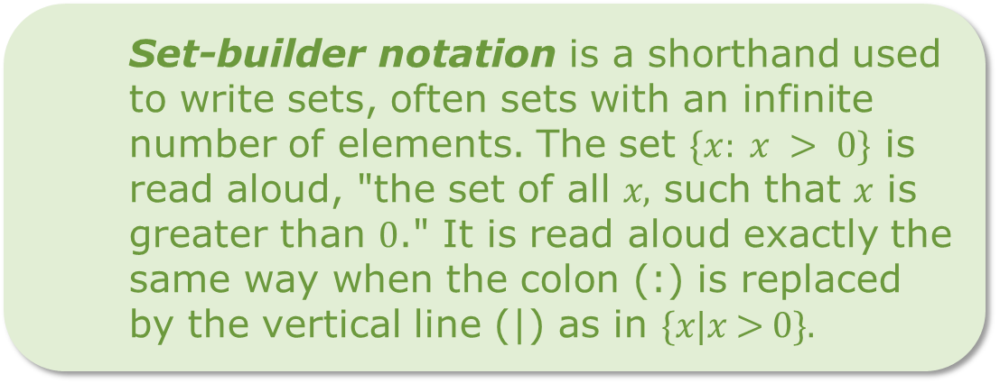 Set-builder notation is a shorthand used
to write sets, often sets with an infinite
number of elements. The set {x: x > 0} is
read aloud, "the set of all x, such that x is
greater than 0." It is read aloud exactly the
same way when the colon (:) is replaced
by the vertical line (|) as in {x|x > 0}.